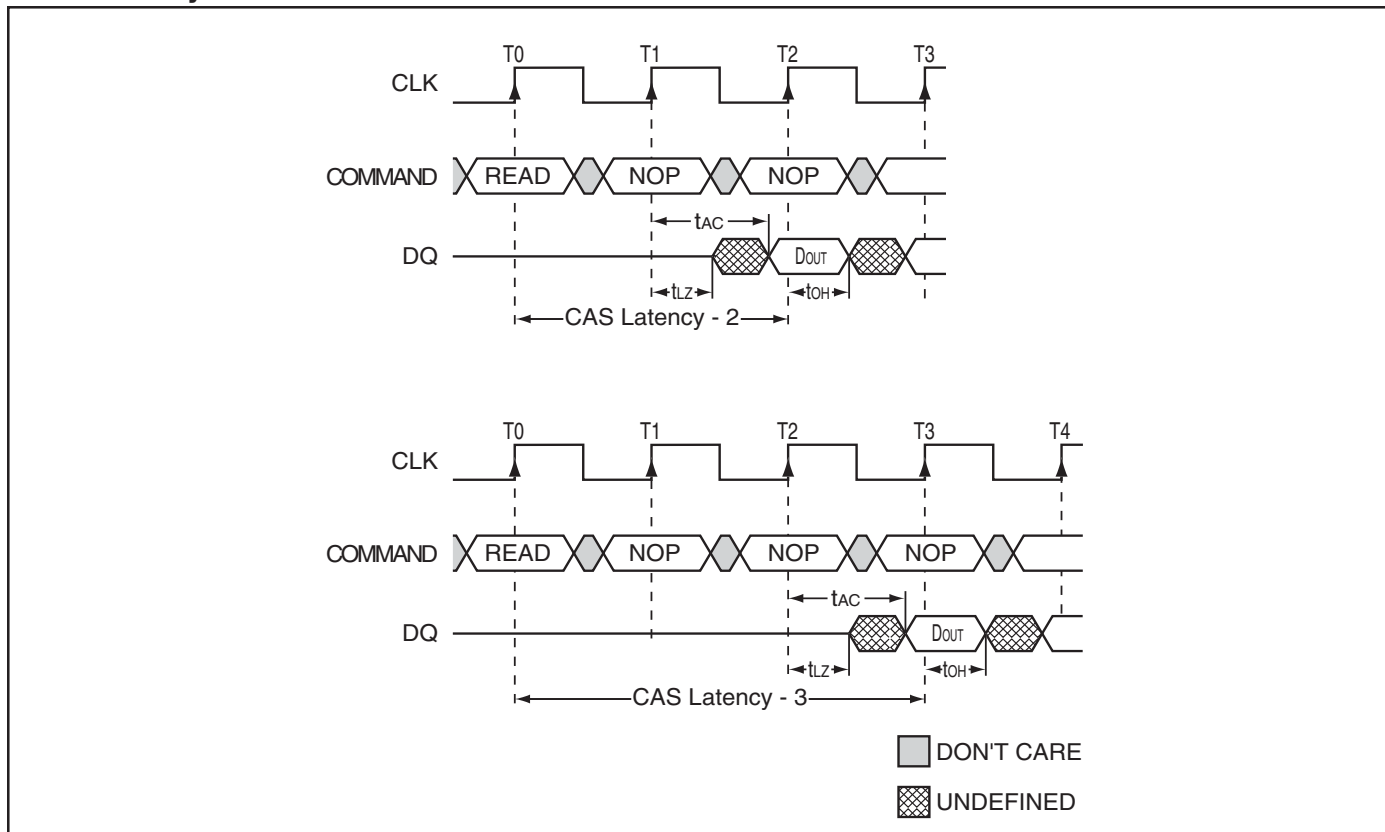 T0 T1 T2 T3
CLK
COMMAND READ NOP NOP
tAC
DQ DOUT
tLZ tOH
CAS Latency - 2
T0 T1 T2 T3 T4
CLK
COMMAND READ NOP NOP NOP
tAC
DQ DOUT
tLZ tOH
CAS Latency - 3
DON'T CARE
UNDEFINED